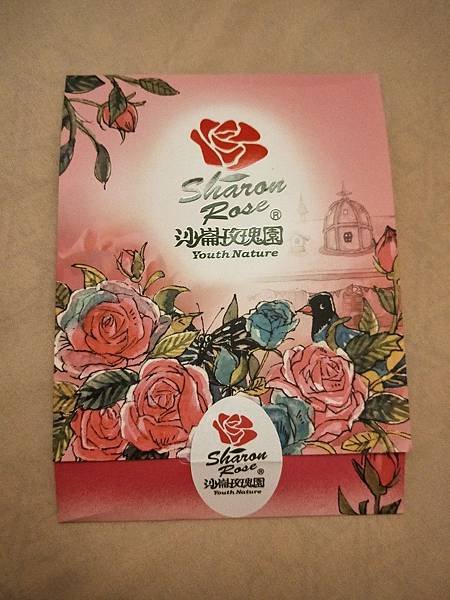 Sharon
Rose®
沙崙玫瑰園
Youth Nature
Sharon
Rose®
沙崙玫瑰園
Youth Nature